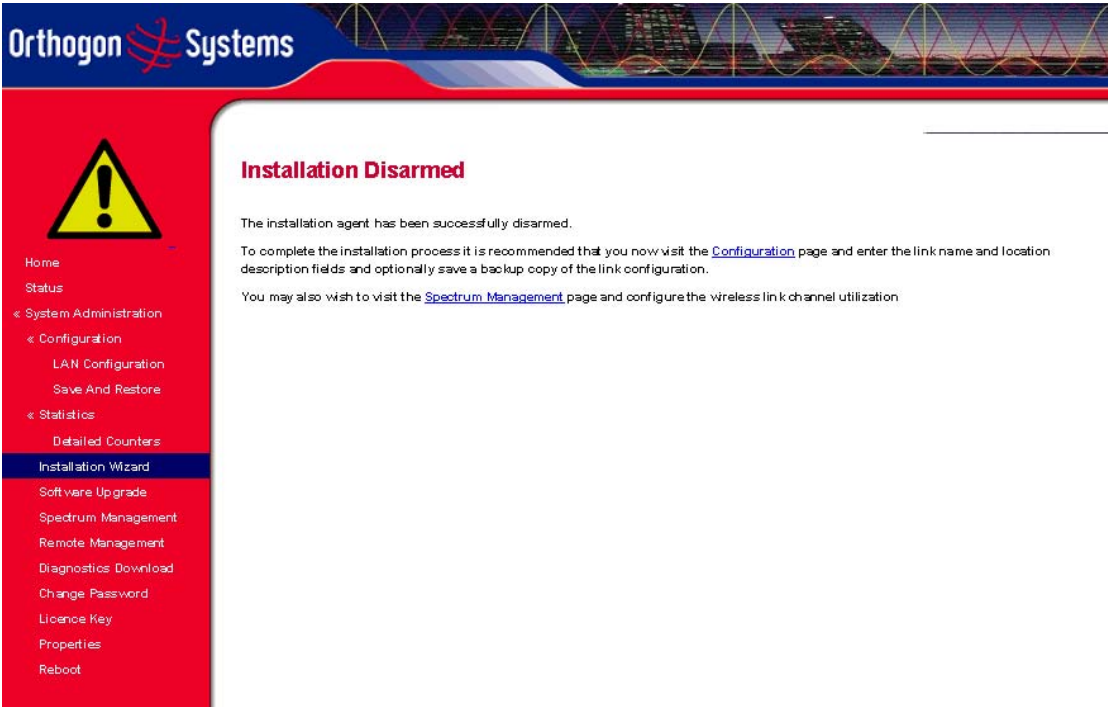 Orthogon Systems
Installation Disarmed
The installation agent has been successfully disarmed.
To complete the installation process it is recommended that you now visit the Configuration page and enter the link name and location
description fields and optionally save a backup copy of the link configuration.
You may also wish to visit the Spectrum Management page and configure the wireless link channel utilization
Home
Status
« System Administration
« Configuration
LAN Configuration
Save And Restore
« Statistics
Detailed Counters
Installation Wizard
Software Upgrade
Spectrum Management
Remote Management
Diagnostics Download
Change Password
Licence Key
Properties
Reboot